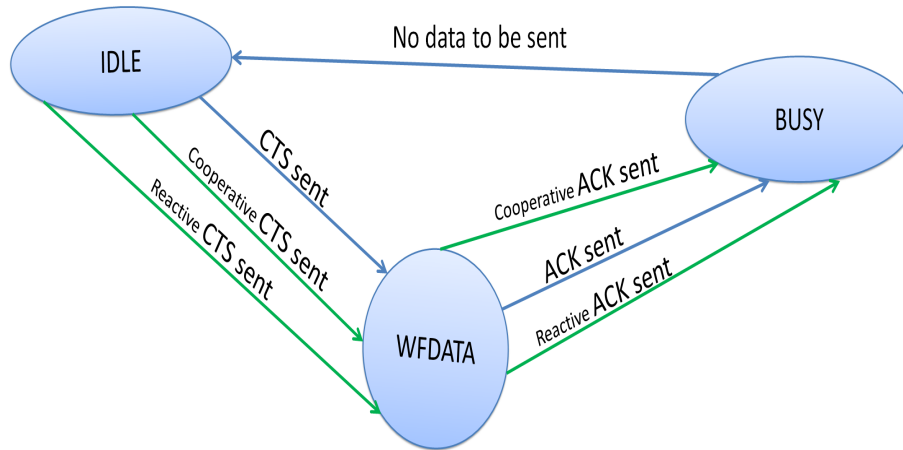 No data to be sent
IDLE
BUSY
CTS sent
Cooperative CTS sent
Reactive CTS sent
Cooperative ACK sent
ACK sent
Reactive ACK sent
WFDATA